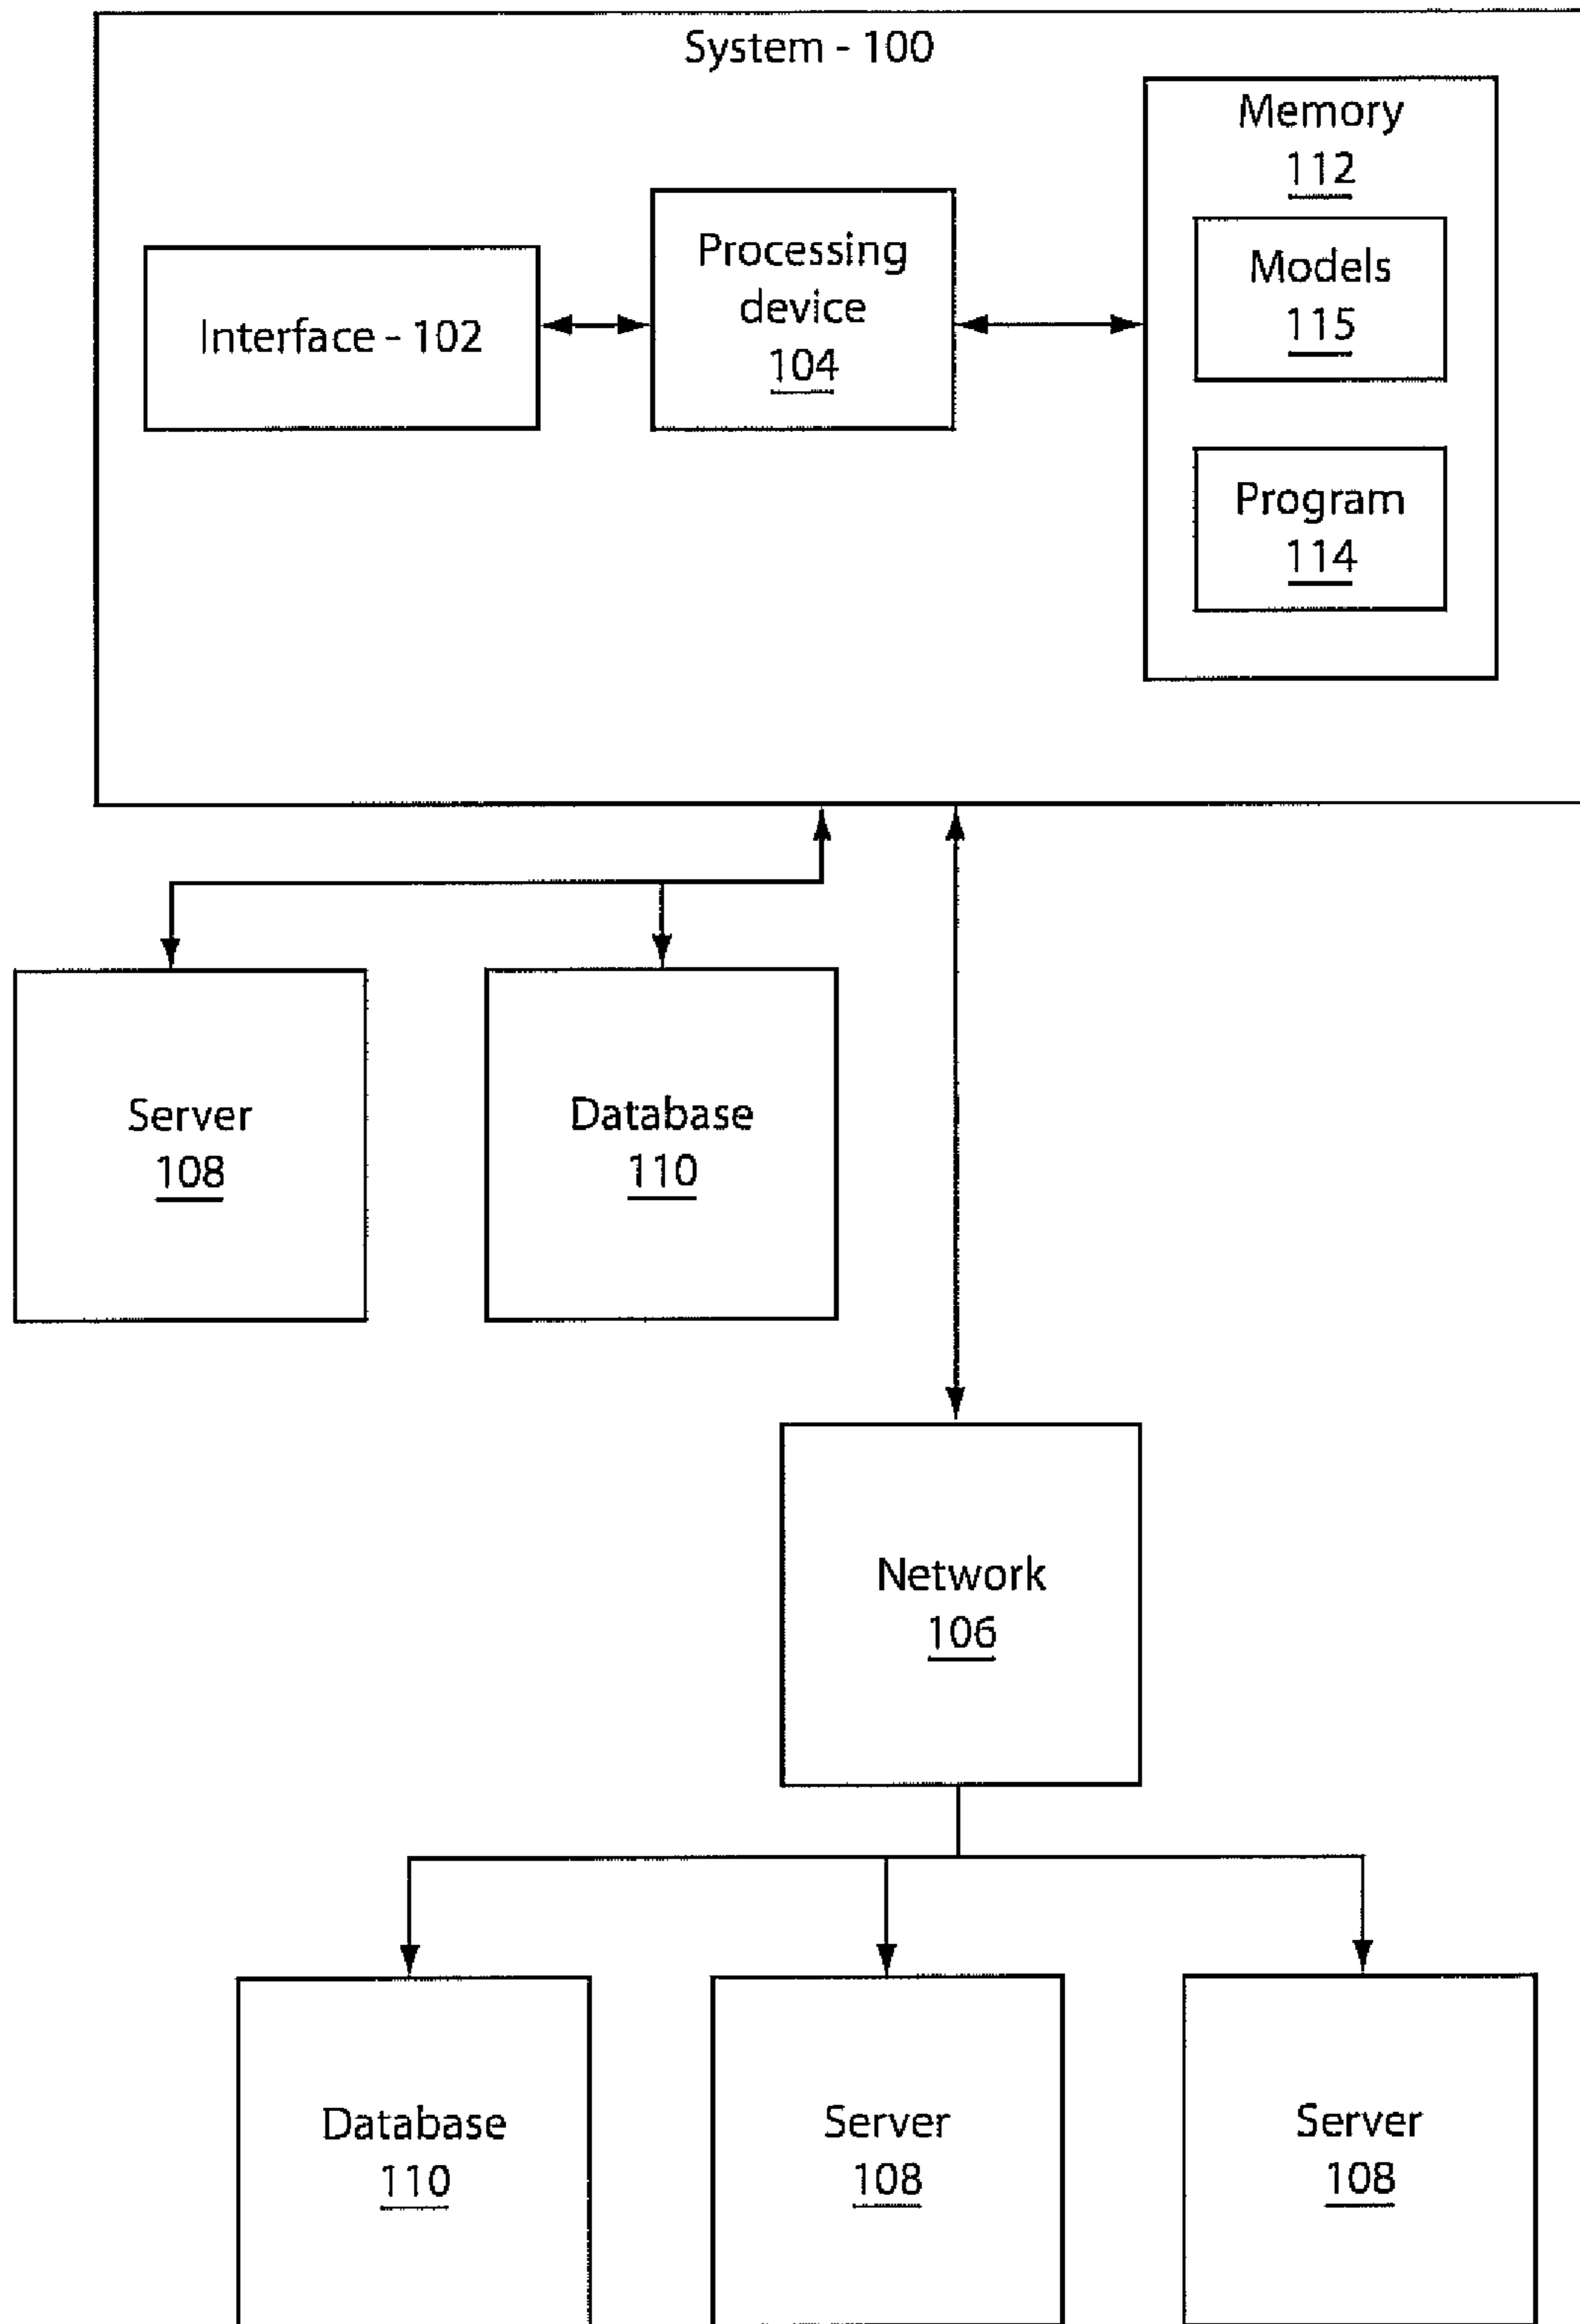 System - 100
Memory
112
Interface - 102
Processing
device
104
Models
115
Program
114
Server
108
Database
110
Network
106
Database
110
Server
108
Server
108